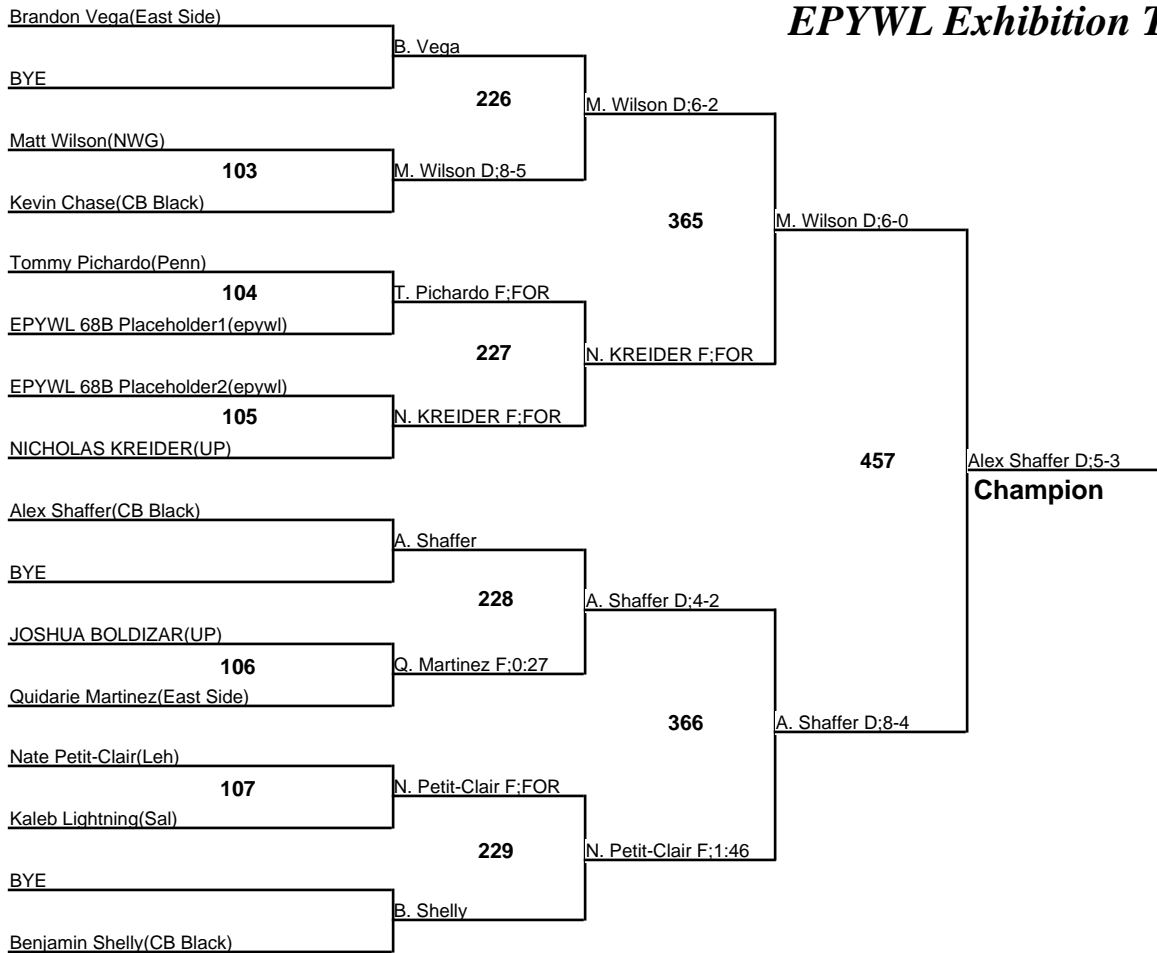 EPYWL Exhibition T
Brandon Vega(East Side)
B. Vega
BYE
226
M. Wilson D;6-2
Matt Wilson(NWG)
103
M. Wilson D;8-5
Kevin Chase(CB Black)
365
M. Wilson D;6-0
Tommy Pichardo(Penn)
104
T. Pichardo F;FOR
EPYWL 68B Placeholder1(epywl)
227
N. KREIDER F;FOR
EPYWL 68B Placeholder2(epywl)
105
N. KREIDER F;FOR
NICHOLAS KREIDER(UP)
457
Alex Shaffer D;5-3
Champion
Alex Shaffer(CB Black)
A. Shaffer
BYE
228
A. Shaffer D;4-2
JOSHUA BOLDIZAR(UP)
106
Q. Martinez F;0:27
Quidarie Martinez(East Side)
366
A. Shaffer D;8-4
Nate Petit-Clair(Leh)
107
N. Petit-Clair F;FOR
Kaleb Lightning(Sal)
229
N. Petit-Clair F;1:46
BYE
B. Shelly
Benjamin Shelly(CB Black)